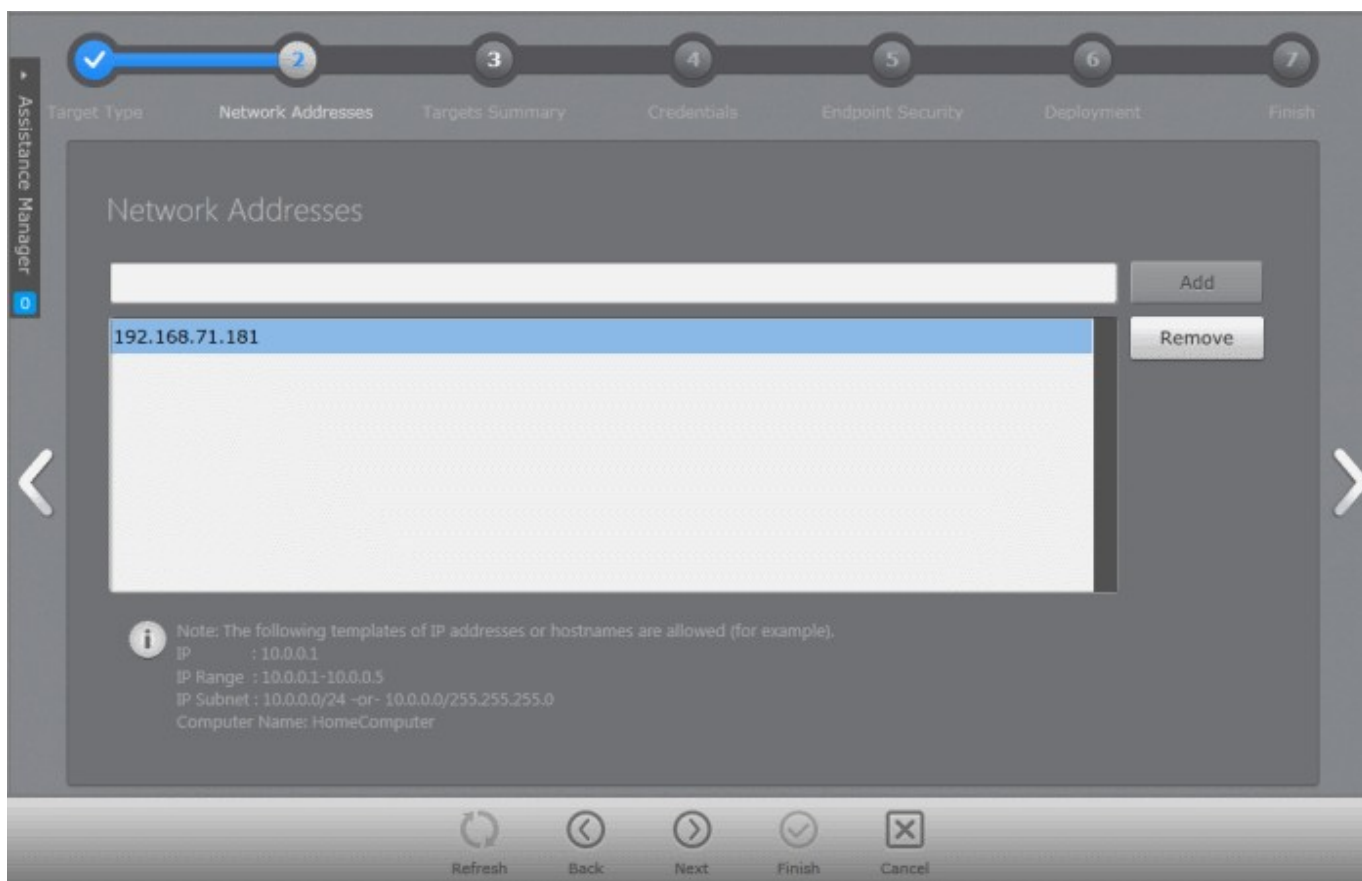 2 3 4 5 6 7
Target Type Network Addresses Targets Summary Credentials Endpoint Security Deployment Finish
Assistance Manager
0
Network Addresses
Add
192.168.71.181
Remove
i
Note: The following templates of IP addresses or hostnames are allowed (for example).
IP : 10.0.0.1
IP Range : 10.0.0.1-10.0.0.5
IP Subnet : 10.0.0.0/24 -or- 10.0.0.0/255.255.255.0
Computer Name: HomeComputer
Refresh Back Next Finish Cancel